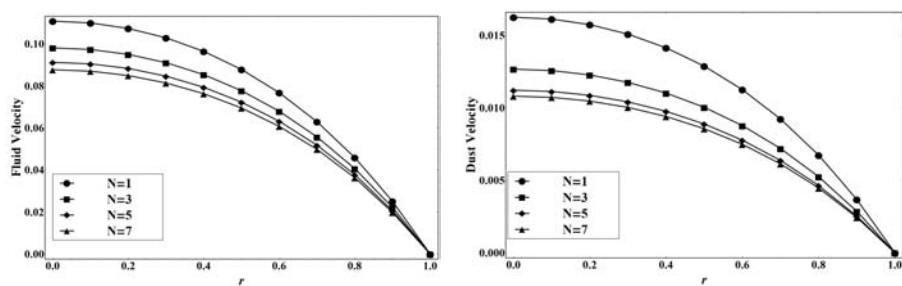 Fluid Velocity
0.10
0.08
0.06
0.04
0.02
0.00
N=1
N=3
N=5
N=7
0.0 0.2 0.4 0.6 0.8 1.0
r
Dust Velocity
0.015
0.010
0.005
0.000
N=1
N=3
N=5
N=7
0.0 0.2 0.4 0.6 0.8 1.0
r